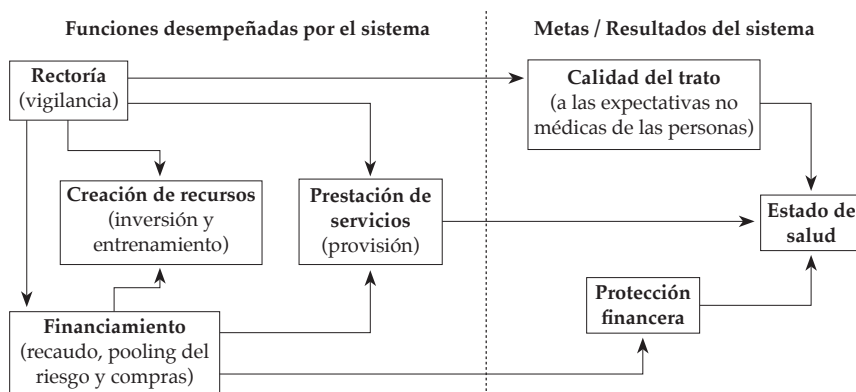 Funciones desempeñadas por el sistema
Metas / Resultados del sistema
Rectoría
(vigilancia)
Calidad del trato
(a las expectativas no
médicas de las personas)
Creación de recursos
(inversión y
entrenamiento)
Prestación de
servicios
(provisión)
Estado de
salud
Protección
financera
Financiamiento
(recaudo, pooling del
riesgo y compras)